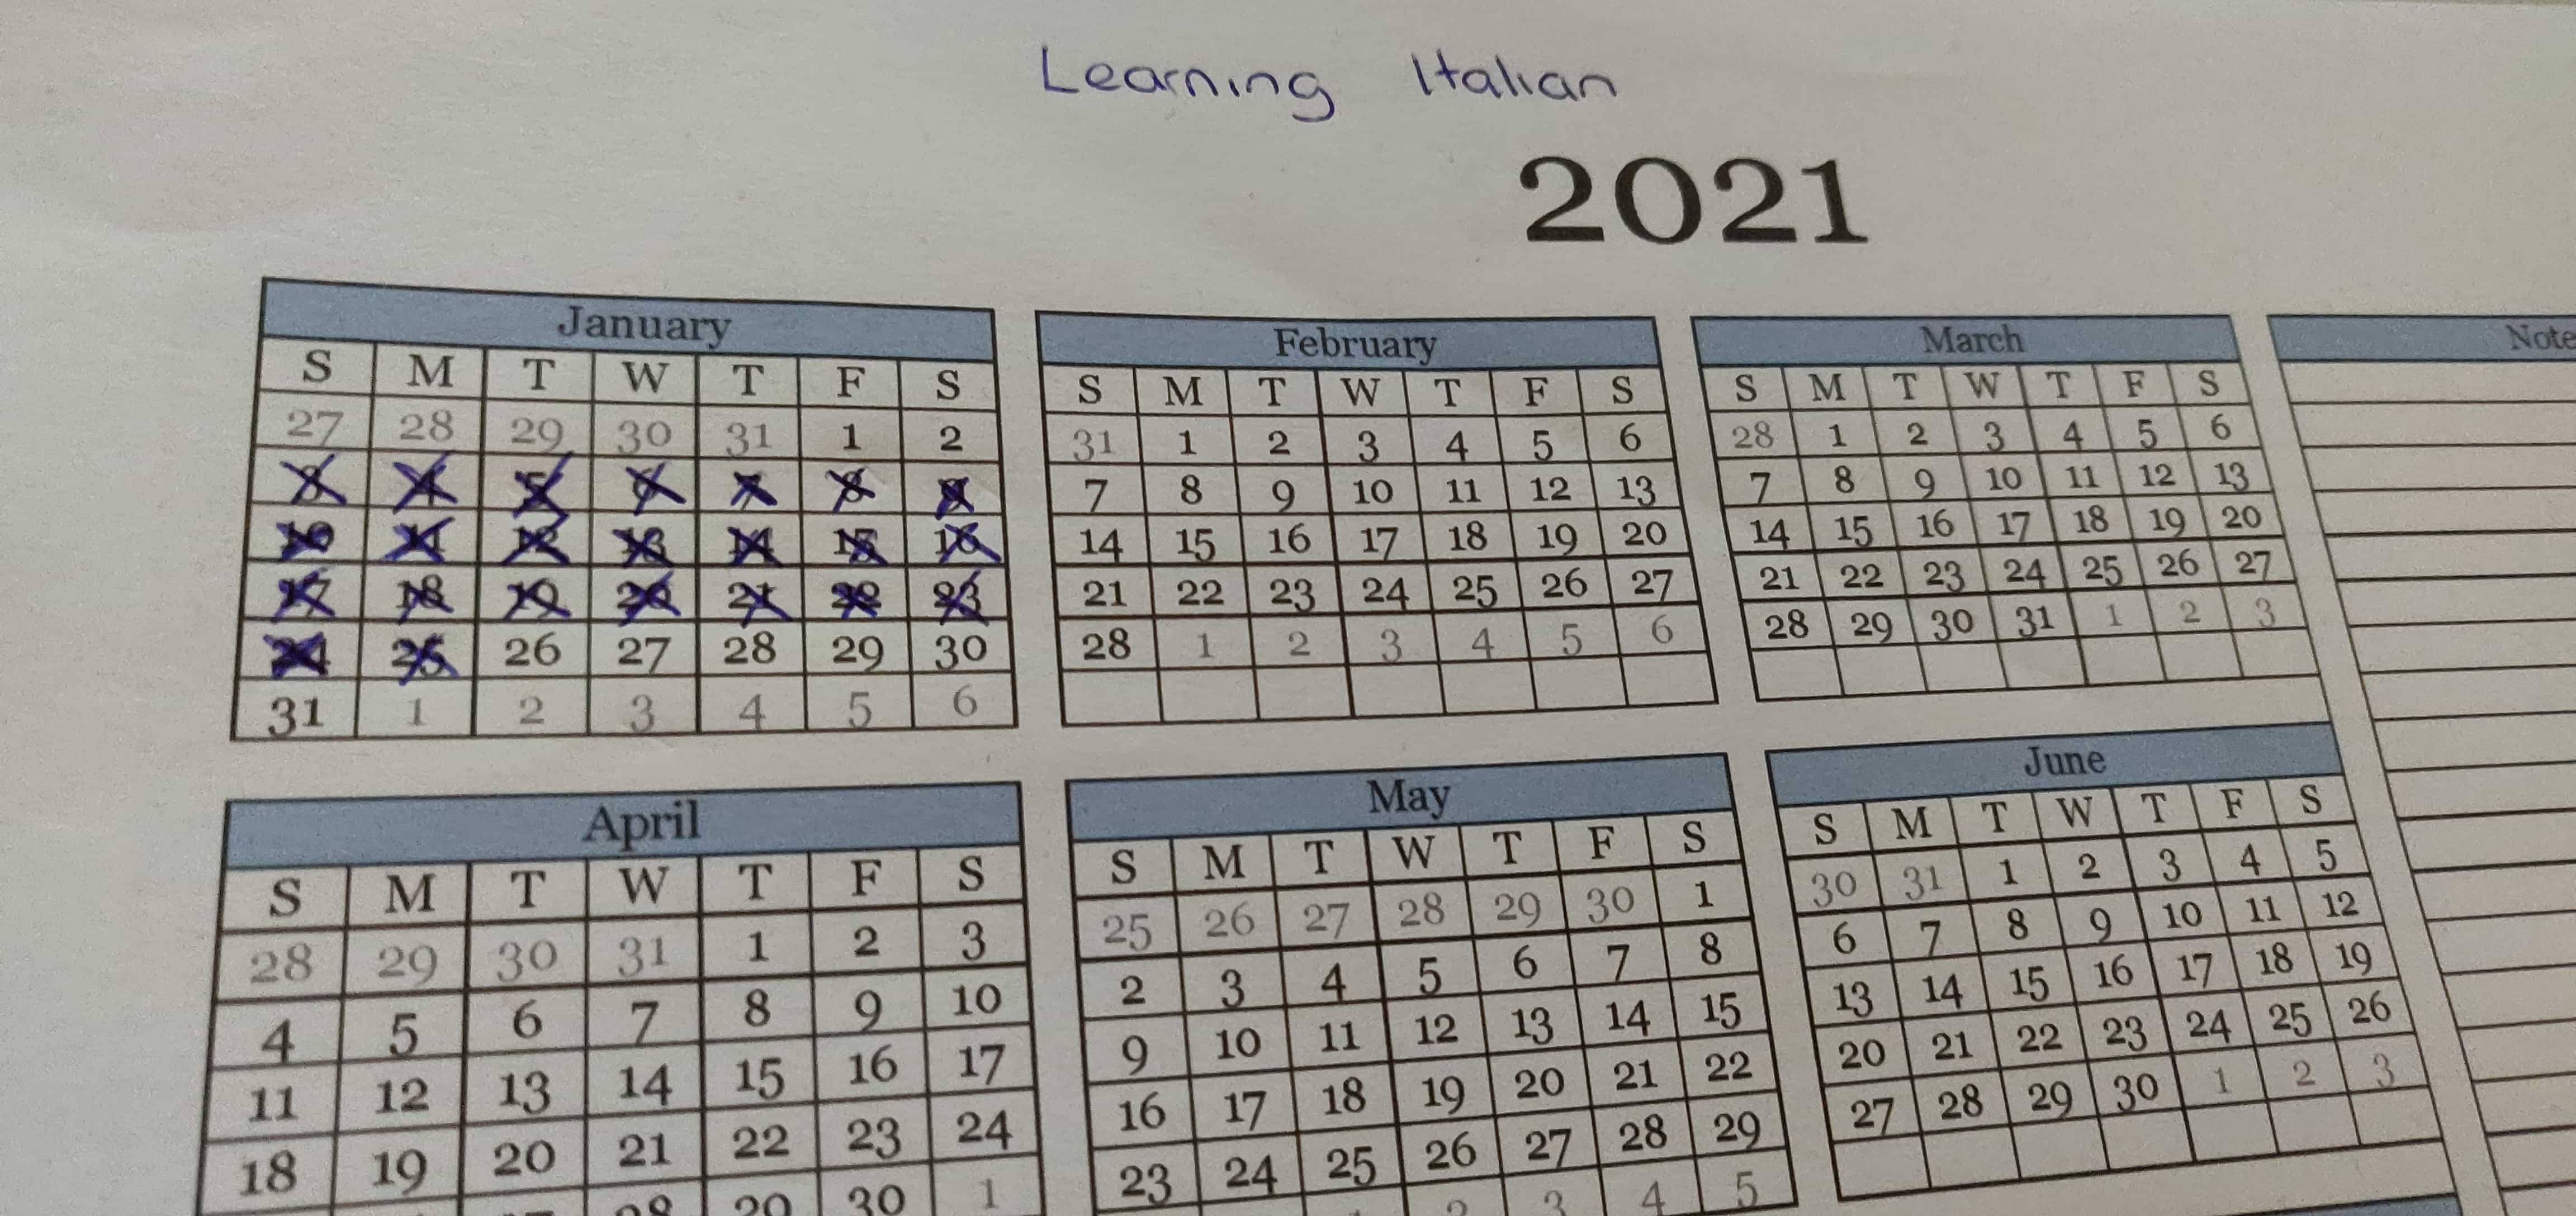 Learning Italian
2021
January
S M T W T F S
27 28 29 30 31 1 2
3 4 5 6 7 8 9
10 11 12 13 14 15 16
17 18 19 20 21 22 23
24 25 26 27 28 29 30
31 1 2 3 4 5 6
February
S M T W T F S
31 1 2 3 4 5 6
7 8 9 10 11 12 13
14 15 16 17 18 19 20
21 22 23 24 25 26 27
28 1 2 3 4 5 6
March
S M T W T F S
28 1 2 3 4 5 6
7 8 9 10 11 12 13
14 15 16 17 18 19 20
21 22 23 24 25 26 27
28 29 30 31 1 2 3
Note
April
S M T W T F S
28 29 30 31 1 2 3
4 5 6 7 8 9 10
11 12 13 14 15 16 17
18 19 20 21 22 23 24
28 29 30 1
May
S M T W T F S
25 26 27 28 29 30 1
2 3 4 5 6 7 8
9 10 11 12 13 14 15
16 17 18 19 20 21 22
23 24 25 26 27 28 29
2 3 4 5
June
S M T W T F S
30 31 1 2 3 4 5
6 7 8 9 10 11 12
13 14 15 16 17 18 19
20 21 22 23 24 25 26
27 28 29 30 1 2 3